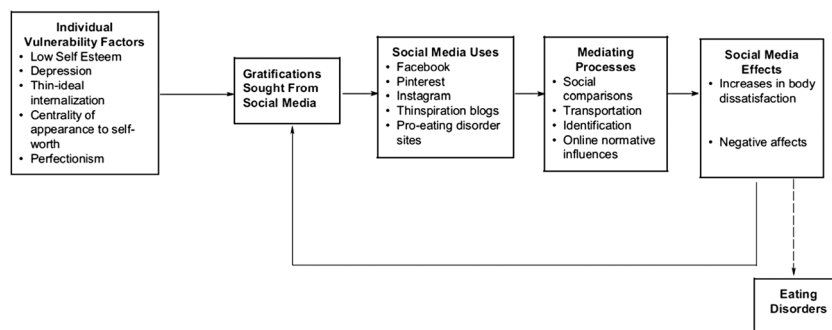 Individual
Vulnerability Factors
• Low Self Esteem
• Depression
• Thin-ideal
internalization
• Centrality of
appearance to self-
worth
• Perfectionism
Gratifications
Sought From
Social Media
Social Media Uses
• Facebook
• Pinterest
• Instagram
• Thinspiration blogs
• Pro-eating disorder
sites
Mediating
Processes
• Social
comparisons
• Transportation
• Identification
• Online normative
influences
Social Media
Effects
• Increases in body
dissatisfaction
• Negative affects
Eating
Disorders